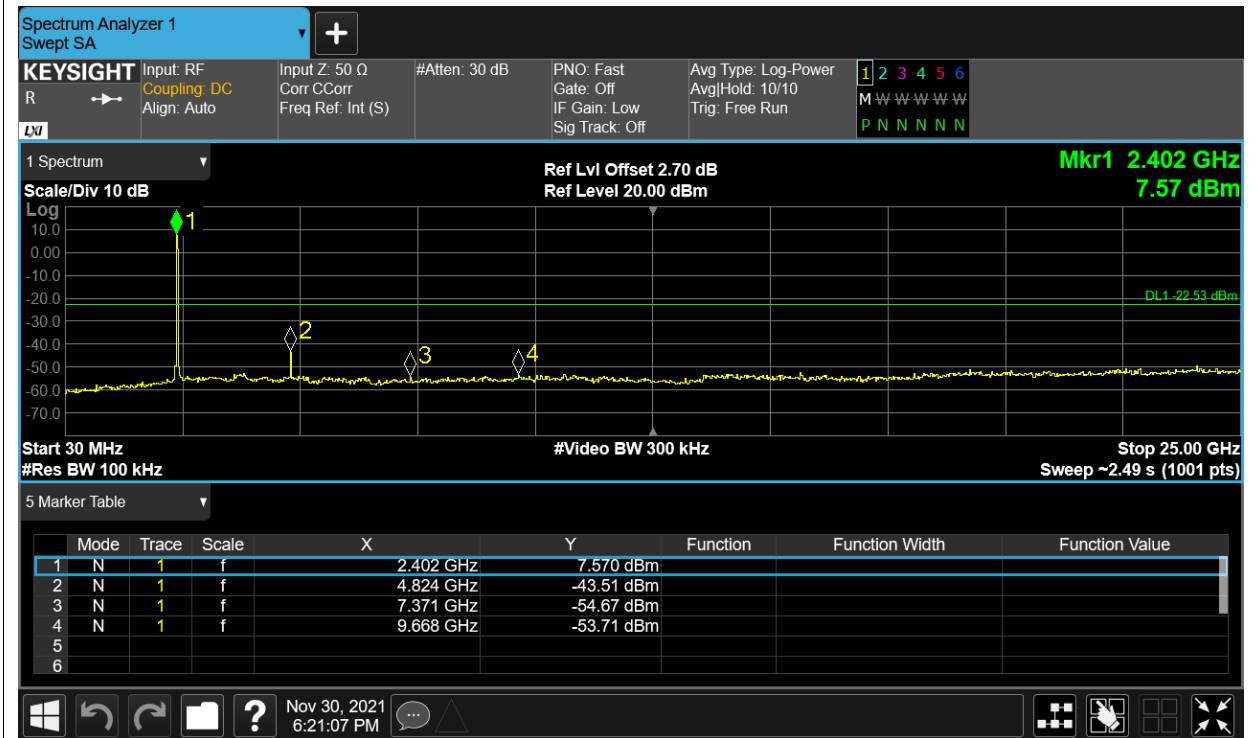 Spectrum Analyzer 1
Swept SA
KEYSIGHT Input: RF Input Z: 50 Ω #Atten: 30 dB PNO: Fast Avg Type: Log-Power 1 2 3 4 5 6
R Coupling: DC Corr CCorr Gate: Off Avg|Hold: 10/10 M W W W W W
Align: Auto Freq Ref: Int (S) IF Gain: Low Trig: Free Run
LXI Sig Track: Off P N N N N N
1 Spectrum Ref Lvl Offset 2.70 dB Mkr1 2.402 GHz
Scale/Div 10 dB Ref Level 20.00 dBm 7.57 dBm
Log
1
10.0
0.00
-10.0
-20.0 DL1 -22.53 dBm
-30.0
2
-40.0
3 4
-50.0
-60.0
-70.0
Start 30 MHz #Video BW 300 kHz Stop 25.00 GHz
#Res BW 100 kHz Sweep ~2.49 s (1001 pts)
5 Marker Table
Mode Trace Scale X Y Function Function Width Function Value
1 N 1 f 2.402 GHz 7.570 dBm
2 N 1 f 4.824 GHz -43.51 dBm
3 N 1 f 7.371 GHz -54.67 dBm
4 N 1 f 9.668 GHz -53.71 dBm
5
6
?
Nov 30, 2021
6:21:07 PM